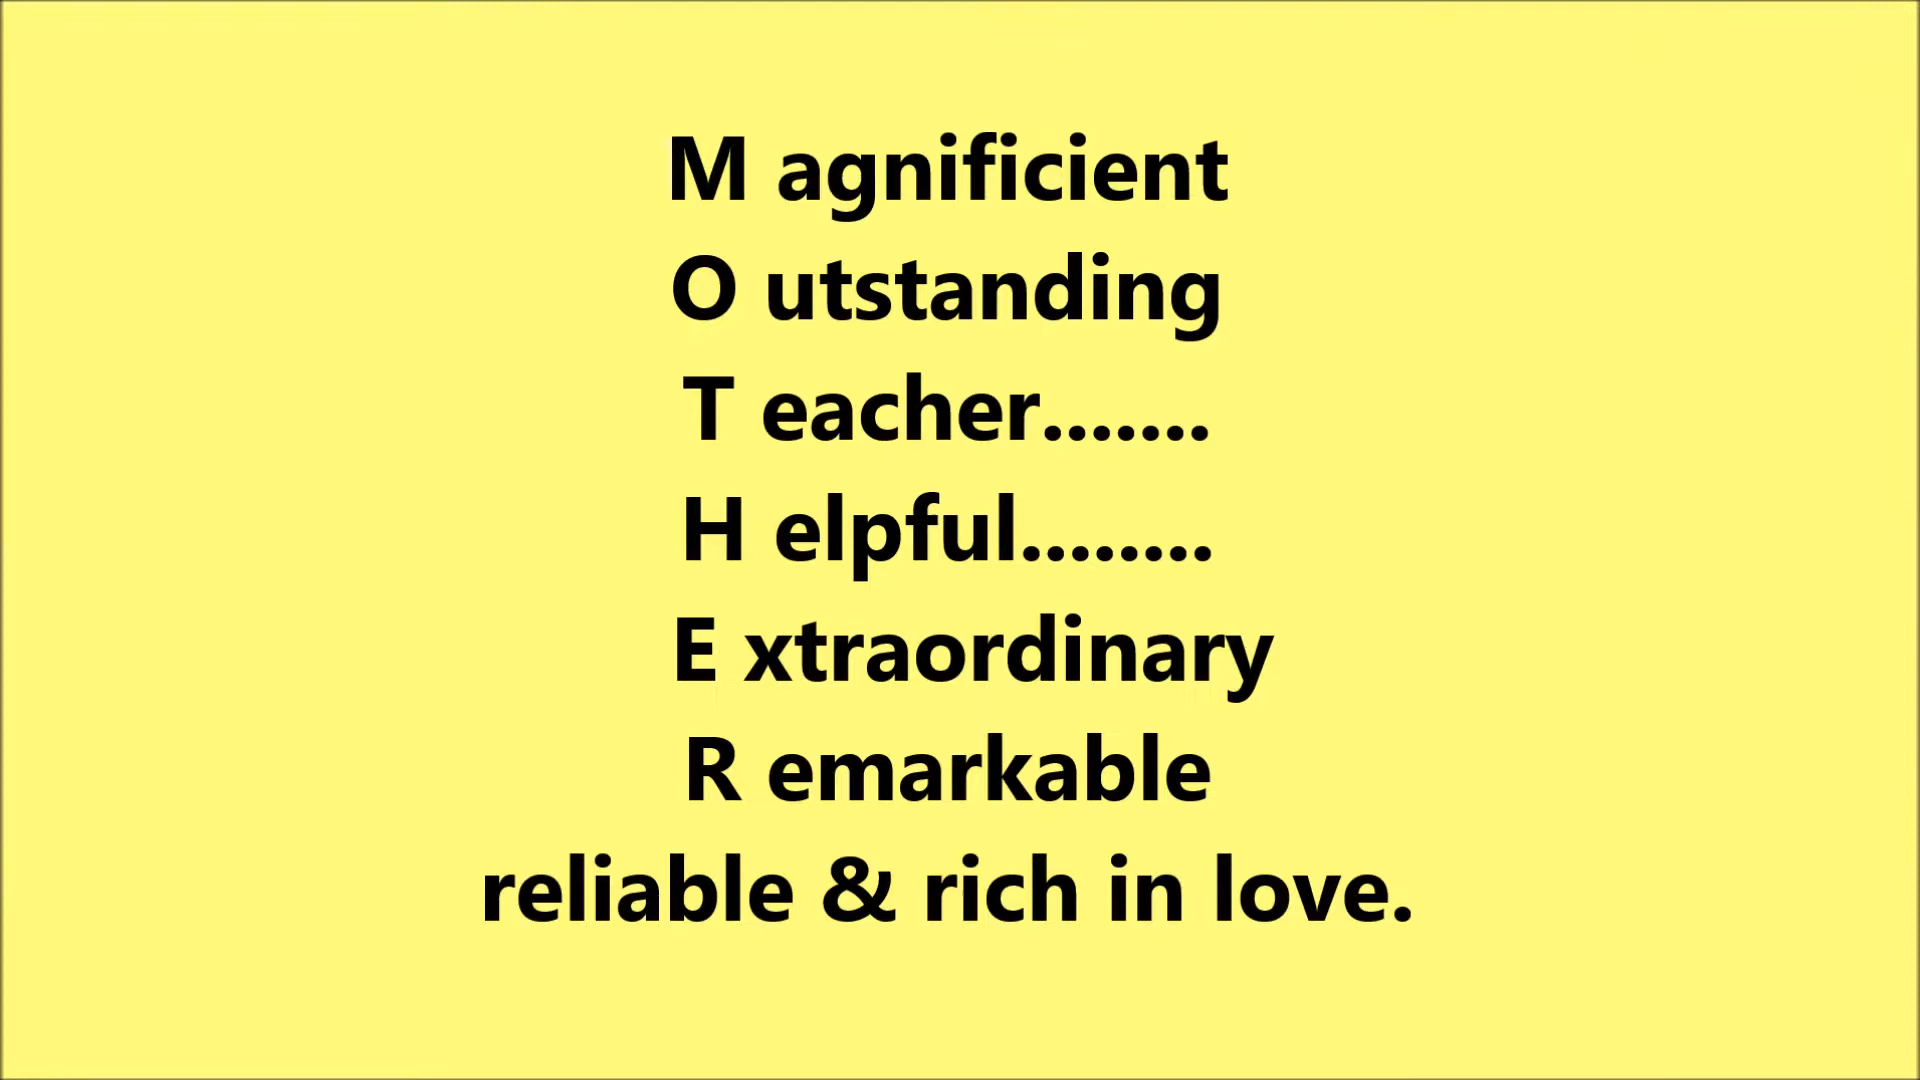 M agnificient
O utstanding
T eacher.......
H elpful........
E xtraordinary
R emarkable
reliable & rich in love.